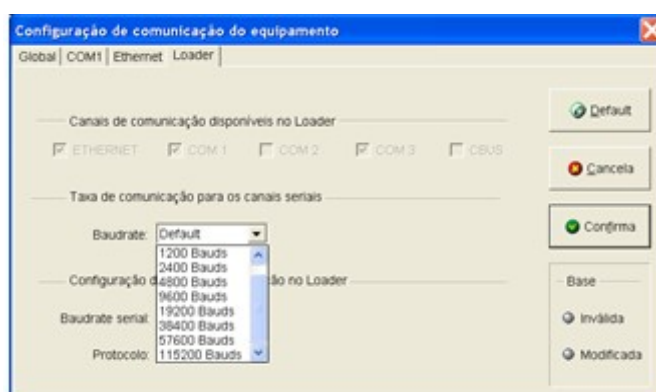 Configuração de comunicação do equipamento
Global COM1 Ethernet Loader
Canais de comunicação disponíveis no Loader
ETHERNET COM 1 COM 2 COM 3 CBUS
Taxa de comunicação para os canais seriais
Baudrate: Default
1200 Bauds
2400 Bauds
4800 Bauds
9600 Bauds
19200 Bauds
38400 Bauds
57600 Bauds
115200 Bauds
Configuração d ão no Loader
Baudrate serial:
Protocolo:
Default
Cancela
Confirma
Base
Inválida
Modificada